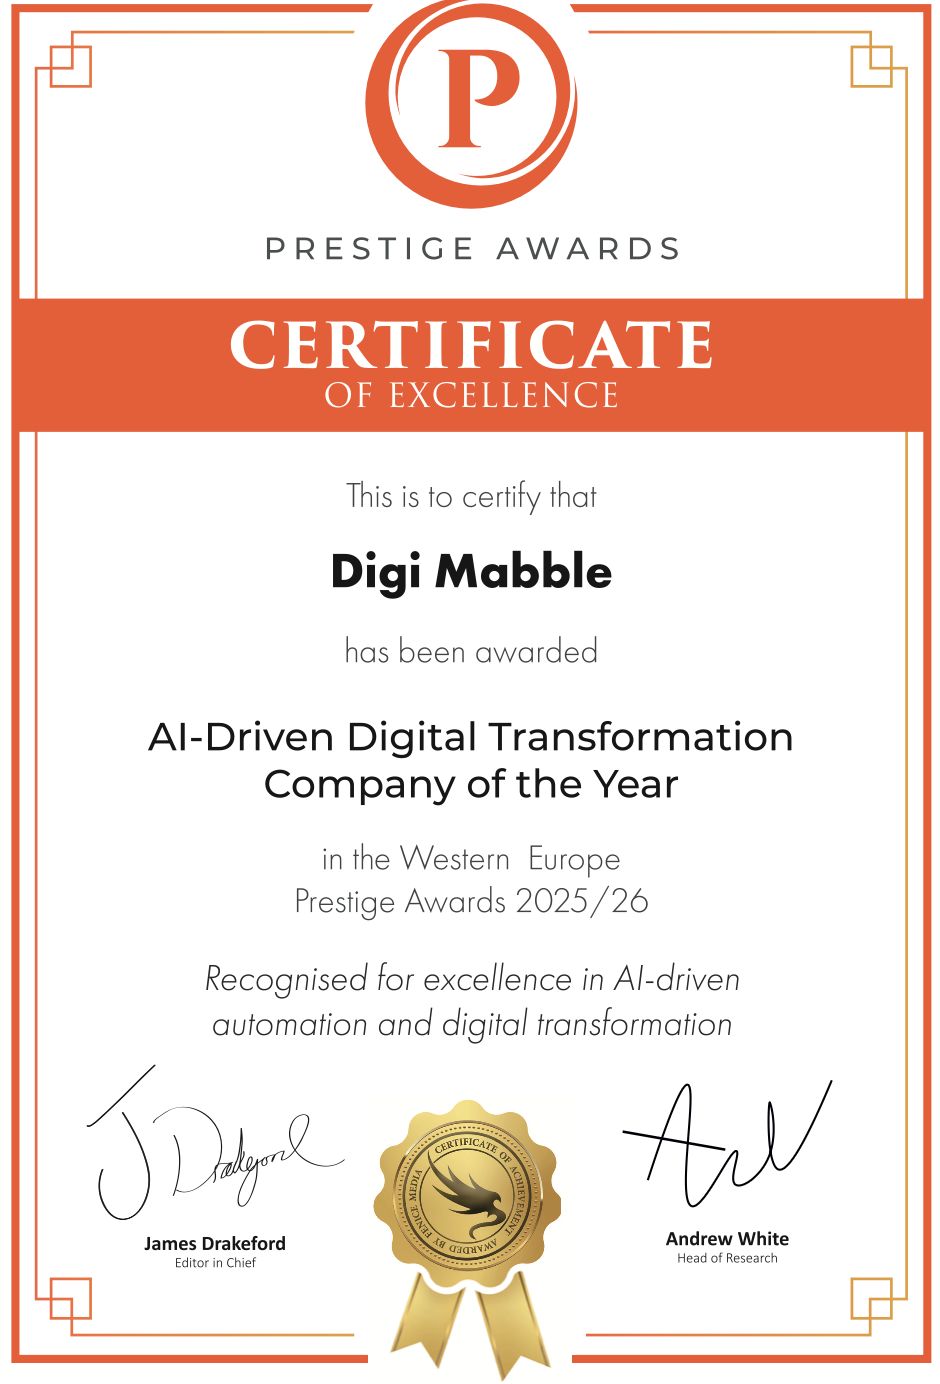 P
PRESTIGE AWARDS
CERTIFICATE
OF EXCELLENCE
This is to certify that
Digi Mabble
has been awarded
AI-Driven Digital Transformation
Company of the Year
in the Western  Europe
Prestige Awards 2025/26
Recognised for excellence in AI-driven
automation and digital transformation
J Drakeford
CERTIFICATE OF ACHIEVEMENT
AWARDED BY FENICE MEDIA
James Drakeford
Editor in Chief
Andrew White
Head of Research